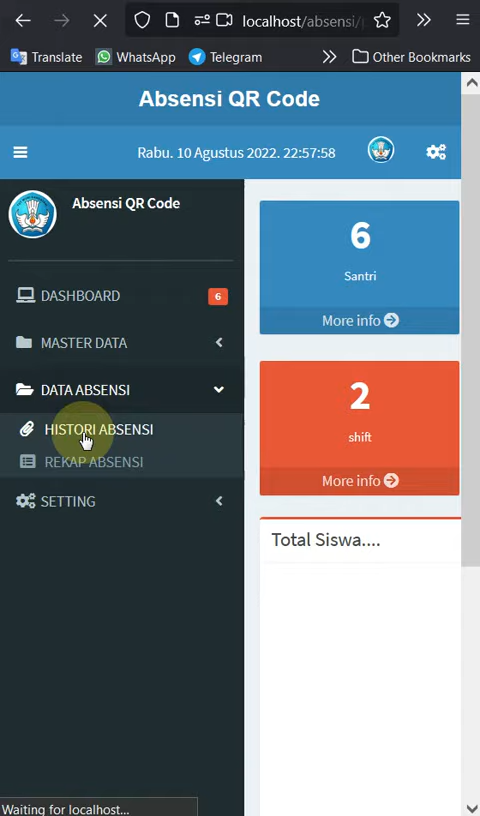 localhost/absensi/
Translate WhatsApp Telegram Other Bookmarks
Absensi QR Code
Rabu. 10 Agustus 2022. 22:57:58
Absensi QR Code
DASHBOARD 6
MASTER DATA
DATA ABSENSI
HISTORI ABSENSI
REKAP ABSENSI
SETTING
6
Santri
More info
2
shift
More info
Total Siswa....
Waiting for localhost...